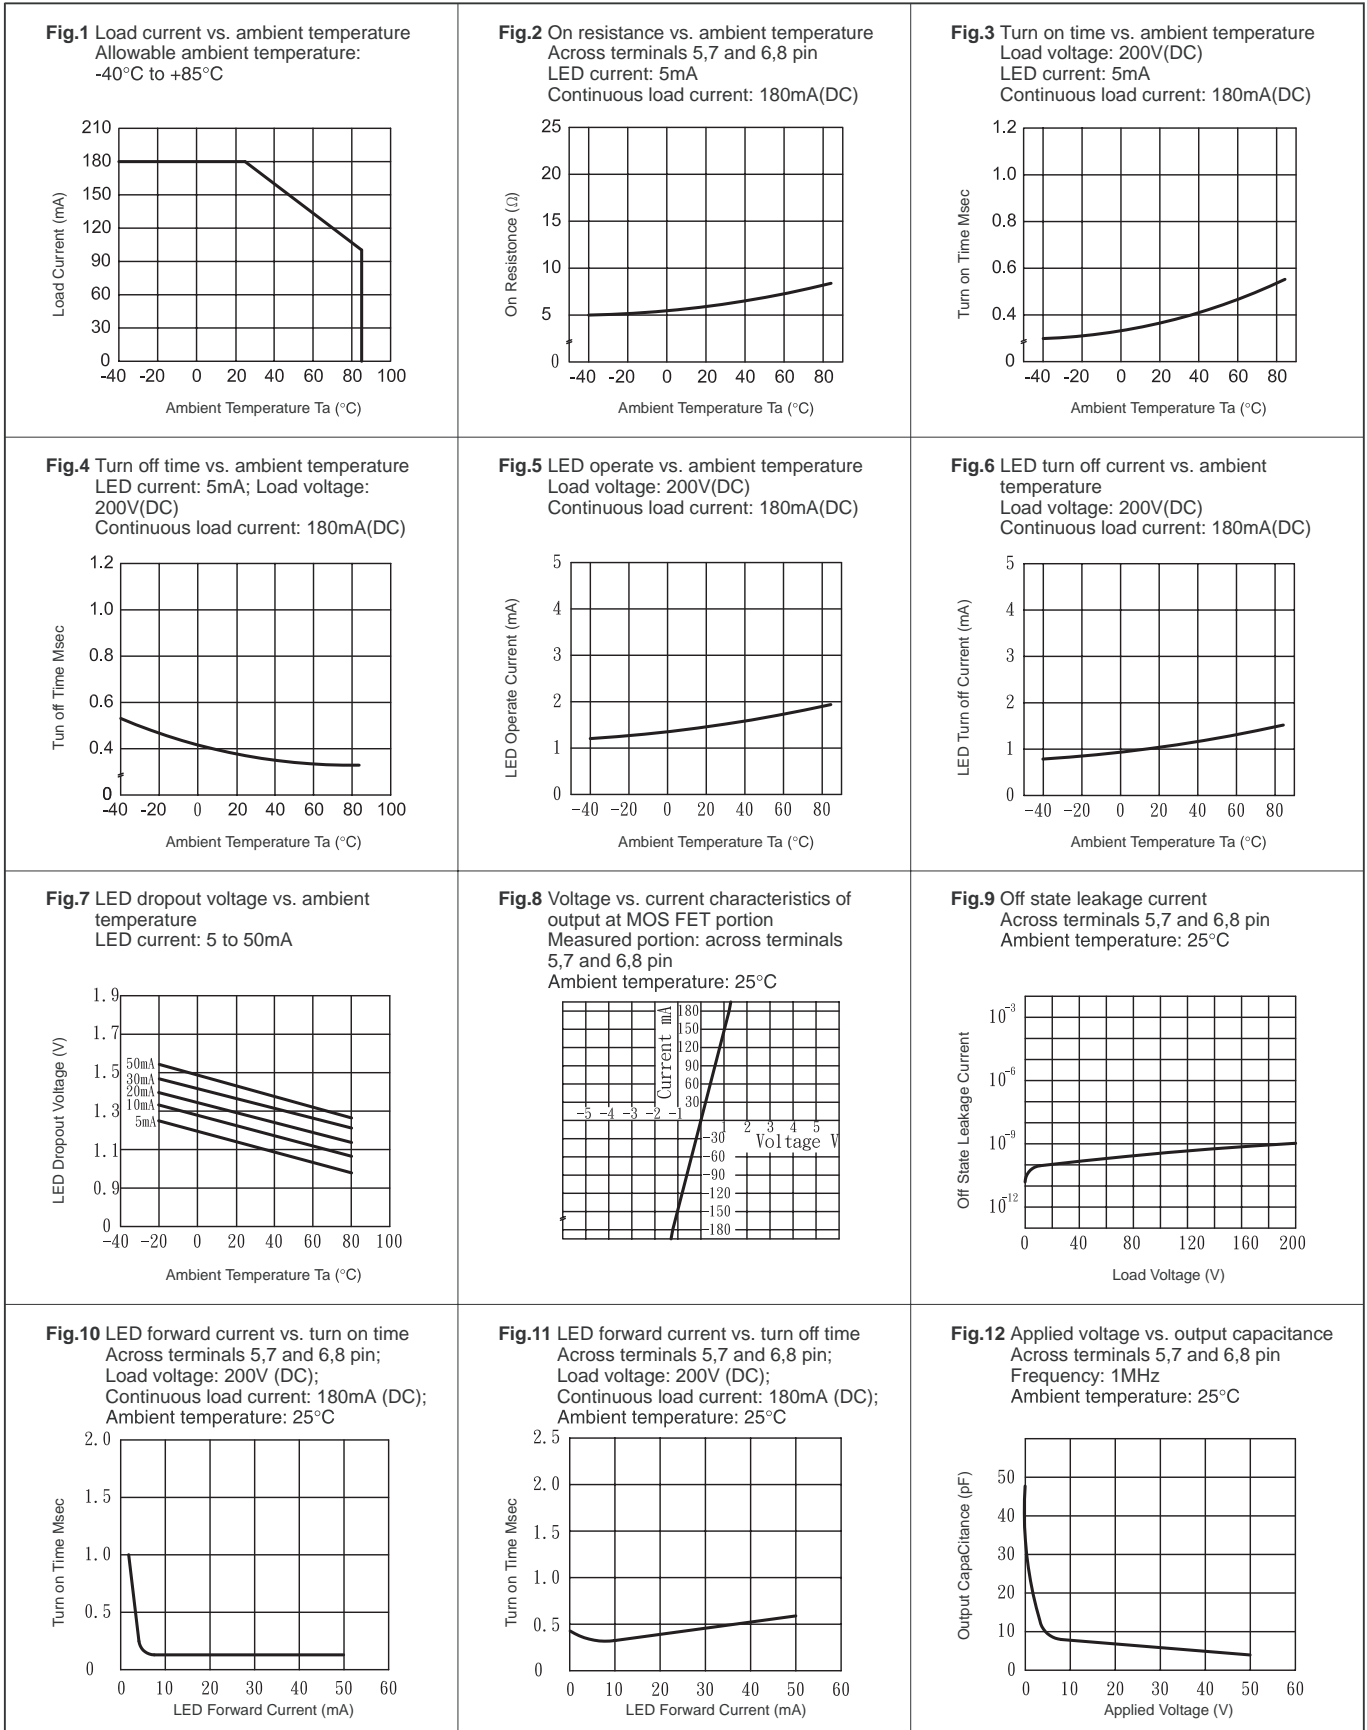 Fig.1 Load current vs. ambient temperature
Allowable ambient temperature:
-40°C to +85°C
210
180
150
120
90
60
30
0
Load Current (mA)
-40 -20 0 20 40 60 80 100
Ambient Temperature Ta (°C)
Fig.2 On resistance vs. ambient temperature
Across terminals 5,7 and 6,8 pin
LED current: 5mA
Continuous load current: 180mA(DC)
25
20
15
10
5
0
On Resistonce (Ω)
-40 -20 0 20 40 60 80
Ambient Temperature Ta (°C)
Fig.3 Turn on time vs. ambient temperature
Load voltage: 200V(DC)
LED current: 5mA
Continuous load current: 180mA(DC)
1.2
1.0
0.8
0.6
0.4
0
Turn on Time Msec
-40 -20 0 20 40 60 80
Ambient Temperature Ta (°C)
Fig.4 Turn off time vs. ambient temperature
LED current: 5mA; Load voltage:
200V(DC)
Continuous load current: 180mA(DC)
1.2
1.0
0.8
0.6
0.4
0
Tun off Time Msec
-40 -20 0 20 40 60 80 100
Ambient Temperature Ta (°C)
Fig.5 LED operate vs. ambient temperature
Load voltage: 200V(DC)
Continuous load current: 180mA(DC)
5
4
3
2
1
0
LED Operate Current (mA)
-40 -20 0 20 40 60 80
Ambient Temperature Ta (°C)
Fig.6 LED turn off current vs. ambient
temperature
Load voltage: 200V(DC)
Continuous load current: 180mA(DC)
5
4
3
2
1
0
LED Turn off Current (mA)
-40 -20 0 20 40 60 80
Ambient Temperature Ta (°C)
Fig.7 LED dropout voltage vs. ambient
temperature
LED current: 5 to 50mA
1.9
1.7
1.5
1.3
1.1
0.9
0
50mA
30mA
20mA
10mA
5mA
LED Dropout Voltage (V)
-40 -20 0 20 40 60 80 100
Ambient Temperature Ta (°C)
Fig.8 Voltage vs. current characteristics of
output at MOS FET portion
Measured portion: across terminals
5,7 and 6,8 pin
Ambient temperature: 25°C
Current mA
180
150
120
90
60
30
-5 -4 -3 -2 -1
1 2 3 4 5
Voltage V
-30
-60
-90
-120
-150
-180
Fig.9 Off state leakage current
Across terminals 5,7 and 6,8 pin
Ambient temperature: 25°C
10⁻³
10⁻⁶
10⁻⁹
10⁻¹²
Off State Leakage Current
0 40 80 120 160 200
Load Voltage (V)
Fig.10 LED forward current vs. turn on time
Across terminals 5,7 and 6,8 pin;
Load voltage: 200V (DC);
Continuous load current: 180mA (DC);
Ambient temperature: 25°C
2.0
1.5
1.0
0.5
0
Turn on Time Msec
0 10 20 30 40 50 60
LED Forward Current (mA)
Fig.11 LED forward current vs. turn off time
Across terminals 5,7 and 6,8 pin;
Load voltage: 200V (DC);
Continuous load current: 180mA (DC);
Ambient temperature: 25°C
2.5
2.0
1.5
1.0
0.5
0
Turn on Time Msec
0 10 20 30 40 50 60
LED Forward Current (mA)
Fig.12 Applied voltage vs. output capacitance
Across terminals 5,7 and 6,8 pin
Frequency: 1MHz
Ambient temperature: 25°C
50
40
30
20
10
0
Output CapaCitance (pF)
0 10 20 30 40 50 60
Applied Voltage (V)